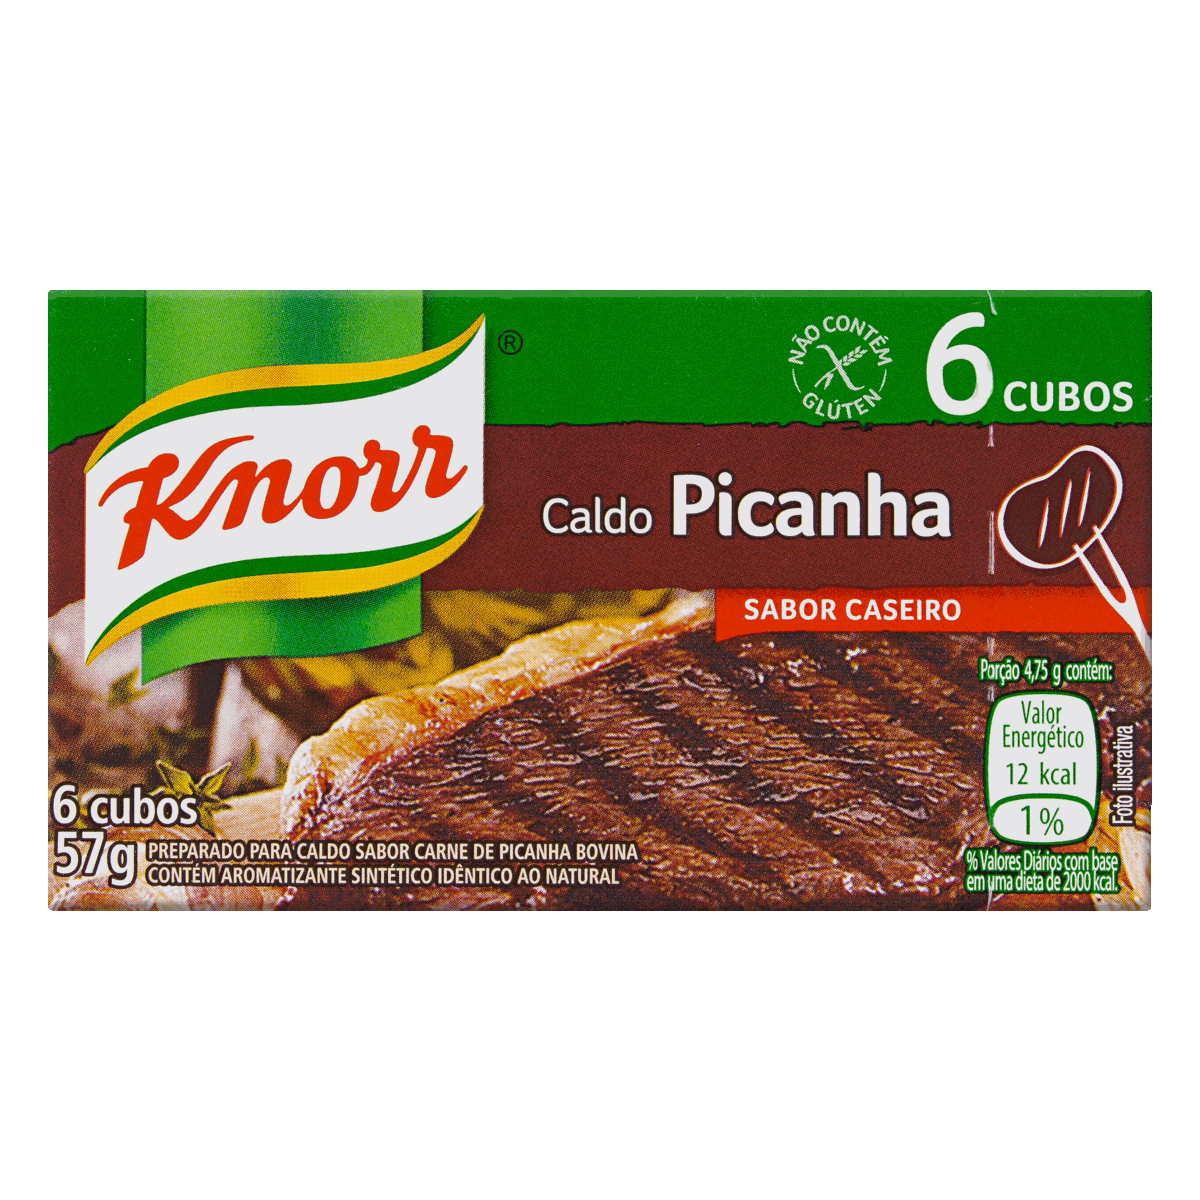 Knorr
®
NÃO CONTÉM
GLÚTEN
6 CUBOS
Caldo Picanha
SABOR CASEIRO
Porção 4,75 g contém:
Valor
Energético
12 kcal
1%
% Valores Diários com base
em uma dieta de 2000 kcal.
Foto ilustrativa
6 cubos
57g
PREPARADO PARA CALDO SABOR CARNE DE PICANHA BOVINA
CONTÉM AROMATIZANTE SINTÉTICO IDÊNTICO AO NATURAL